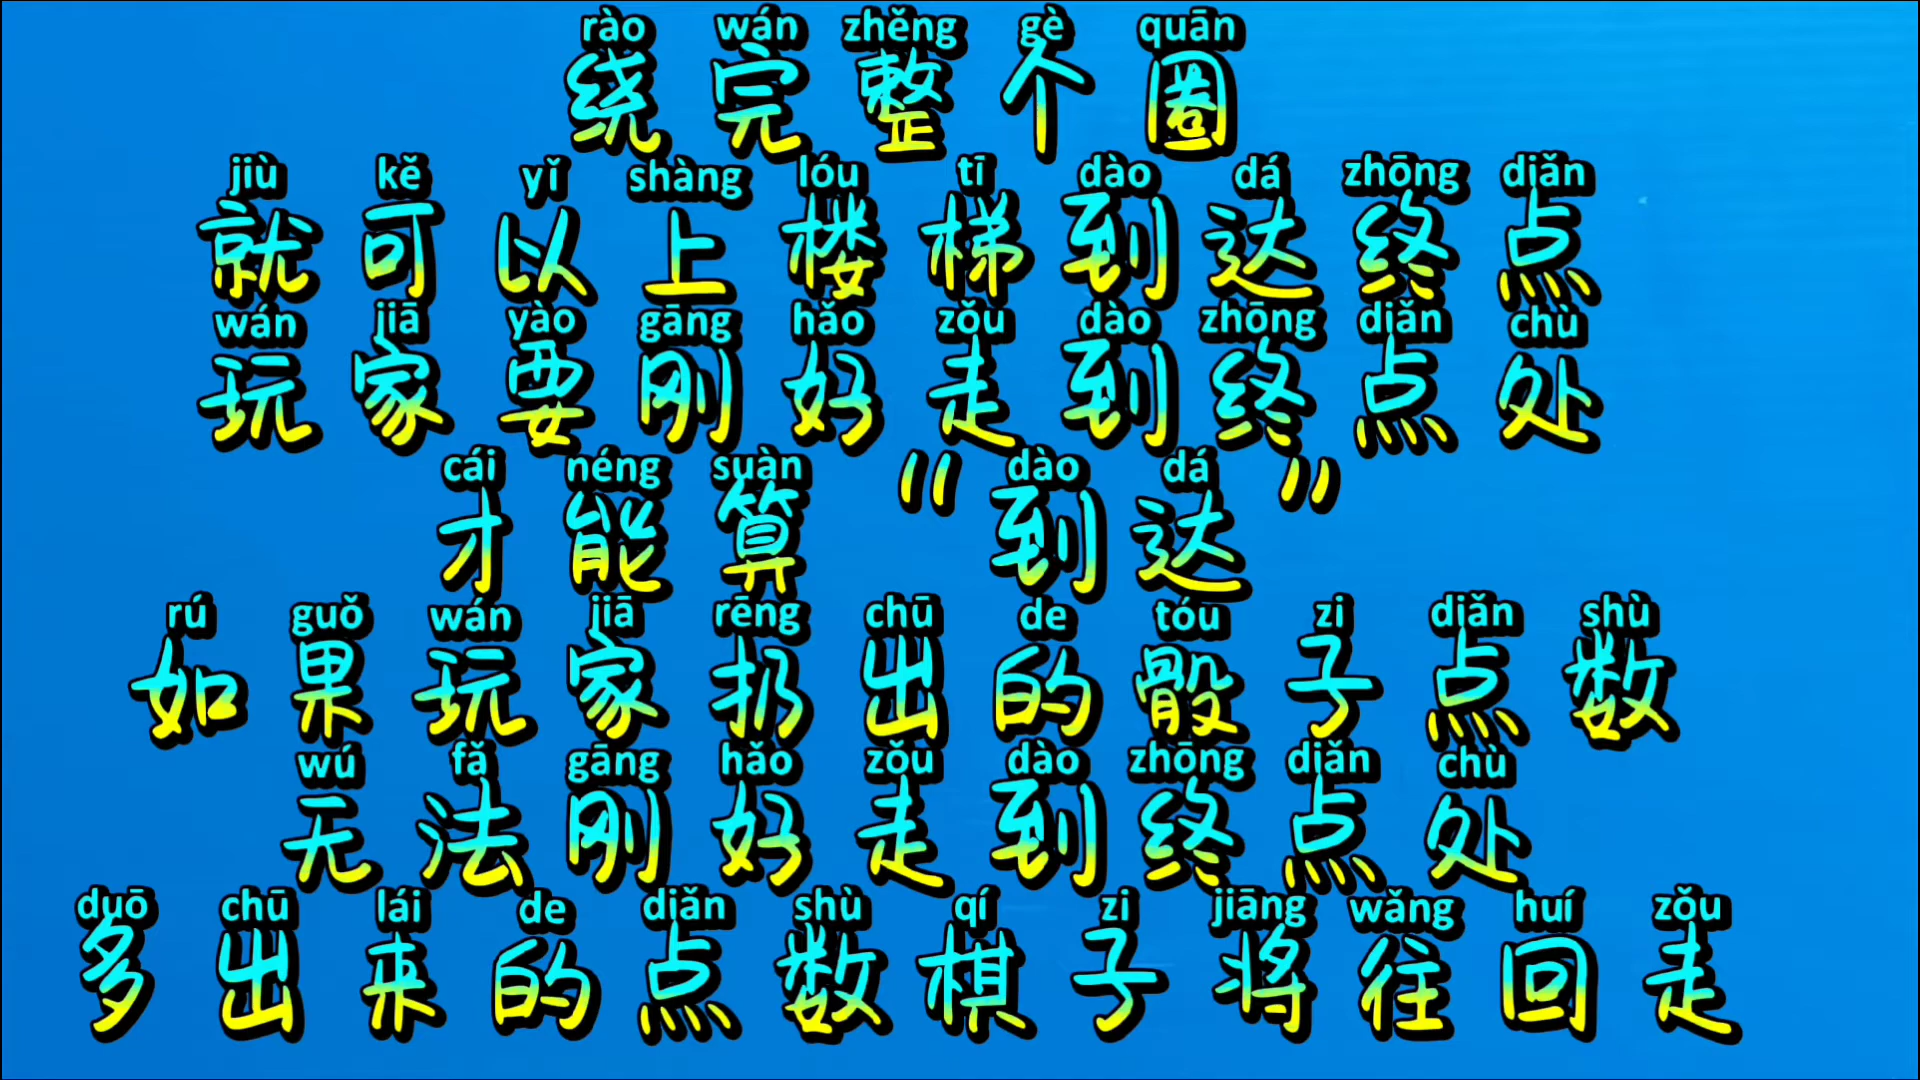 rào wán zhěng gè quān
绕完整个圈
jiù kě yǐ shàng lóu tī dào dá zhōng diǎn
就可以上楼梯到达终点
wán jiā yào gāng hǎo zǒu dào zhōng diǎn chù
玩家要刚好走到终点处
cái néng suàn dào dá
才能算"到达"
rú guǒ wán jiā rēng chū de tóu zi diǎn shù
如果玩家扔出的骰子点数
wú fǎ gāng hǎo zǒu dào zhōng diǎn chù
无法刚好走到终点处
duō chū lái de diǎn shù qí zi jiāng wǎng huí zǒu
多出来的点数棋子将往回走